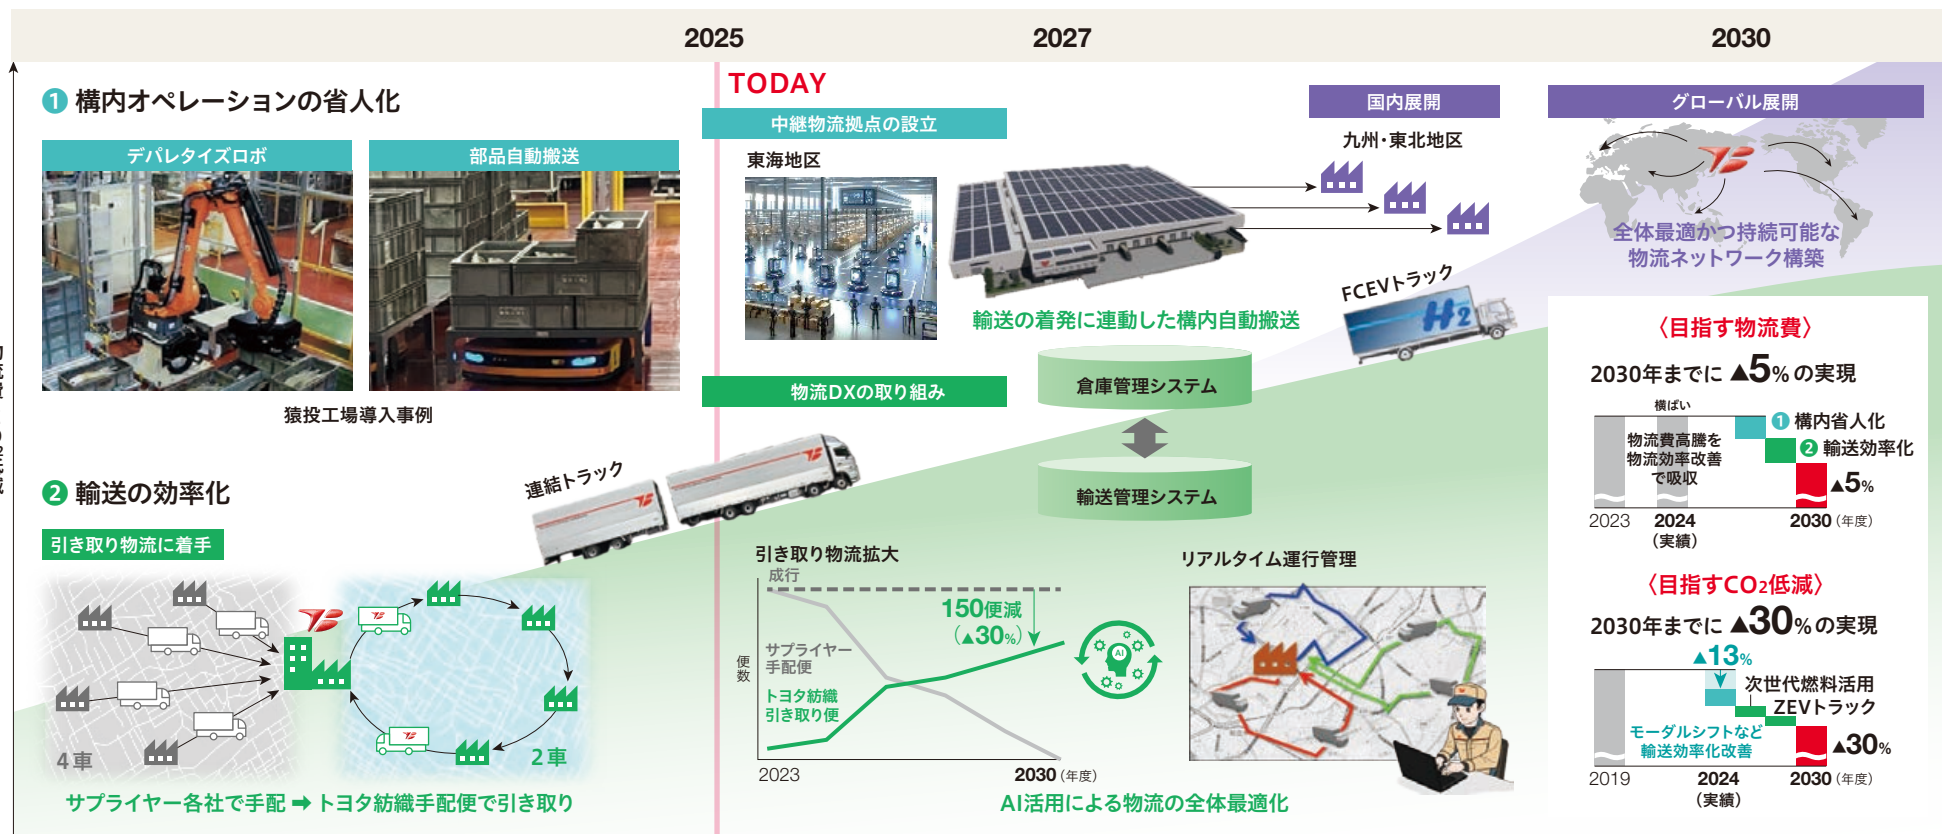 2025
2027
2030
TODAY
1 構内オペレーションの省人化
デパレタイズロボ
部品自動搬送
猿投工場導入事例
中継物流拠点の設立
東海地区
輸送の着発に連動した構内自動搬送
国内展開
九州・東北地区
グローバル展開
全体最適かつ持続可能な
物流ネットワーク構築
FCEVトラック
H2
物流DXの取り組み
倉庫管理システム
輸送管理システム
連結トラック
2 輸送の効率化
引き取り物流に着手
4車
2車
サプライヤー各社で手配 ➡ トヨタ紡織手配便で引き取り
引き取り物流拡大
成行
150便減
(▲30%)
サプライヤー
手配便
トヨタ紡織
引き取り便
便数
2023
2030 (年度)
AI
リアルタイム運行管理
AI活用による物流の全体最適化
〈目指す物流費〉
2030年までに ▲5% の実現
横ばい
物流費高騰を
物流効率改善
で吸収
1 構内省人化
2 輸送効率化
▲5%
2023
2024
(実績)
2030 (年度)
〈目指すCO2低減〉
2030年までに ▲30% の実現
▲13%
次世代燃料活用
ZEVトラック
モーダルシフトなど
輸送効率化改善
▲30%
2019
2024
(実績)
2030 (年度)